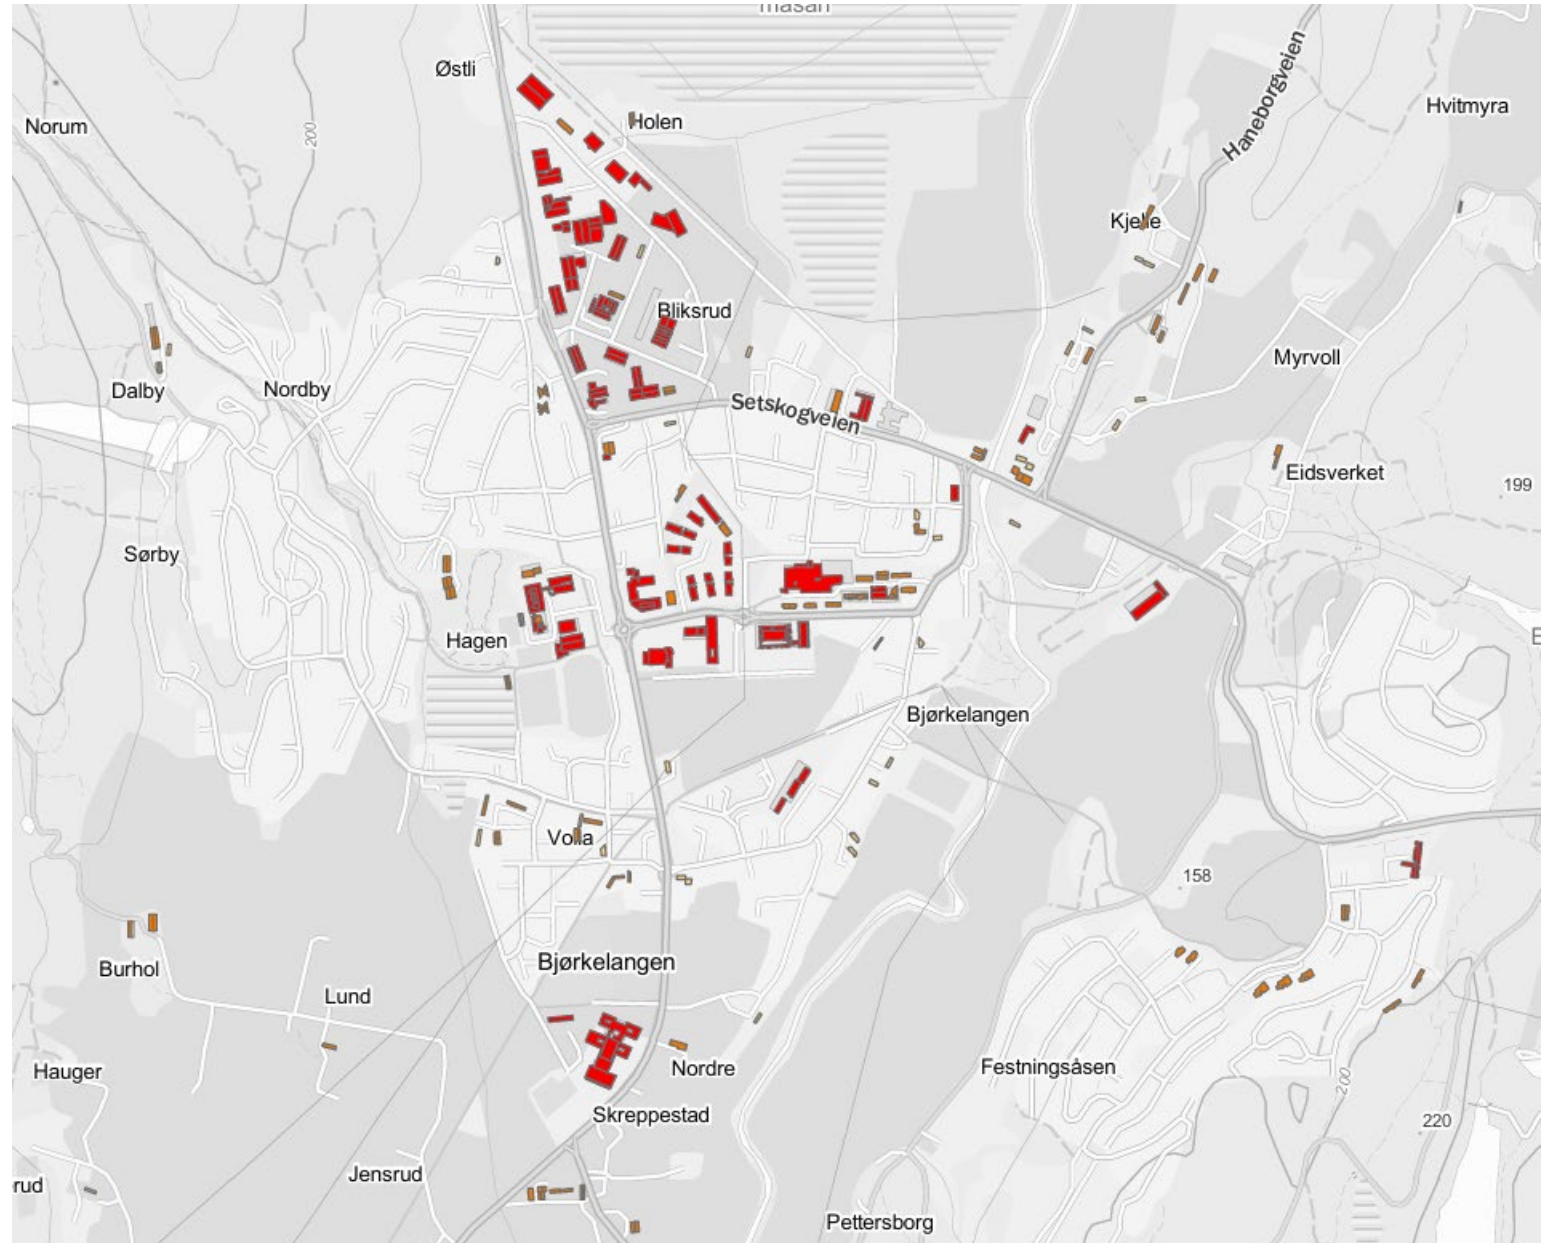 måsan
Østli
Norum
200
Holen
Haneborgveien
Hvitmyra
Kjelle
Bliksrud
Myrvoll
Dalby
Nordby
Setskogveien
Eidsverket
199
Sørby
Hagen
E
Bjørkelangen
Volla
158
Burhol
Bjørkelangen
Lund
Hauger
Nordre
Festningsåsen
200
Skreppestad
220
Jensrud
rud
Pettersborg